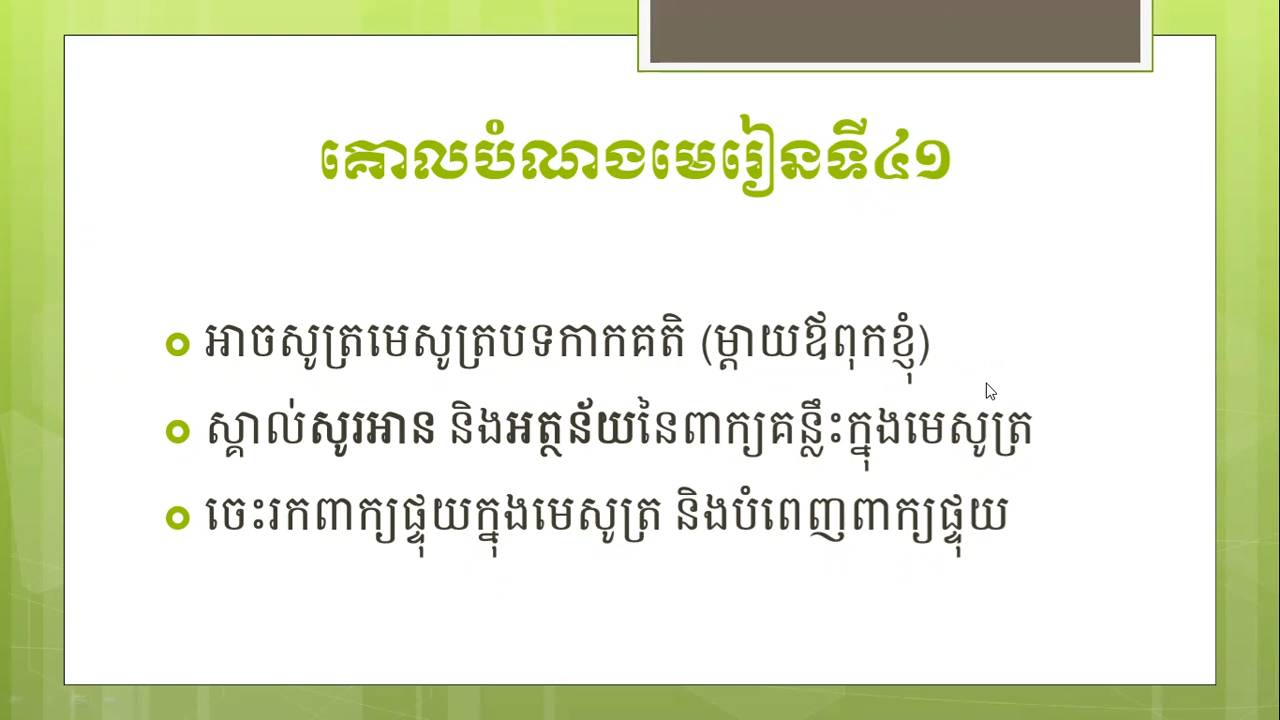 គោលបំណងមេរៀនទី៤១
អាចសូត្រមេសូត្របទកាកគតិ (ម្ដាយឪពុកខ្ញុំ)
ស្គាល់សូរអាន និងអត្ថន័យនៃពាក្យគន្លឹះក្នុងមេសូត្រ
ចេះរកពាក្យផ្ទុយក្នុងមេសូត្រ និងបំពេញពាក្យផ្ទុយ